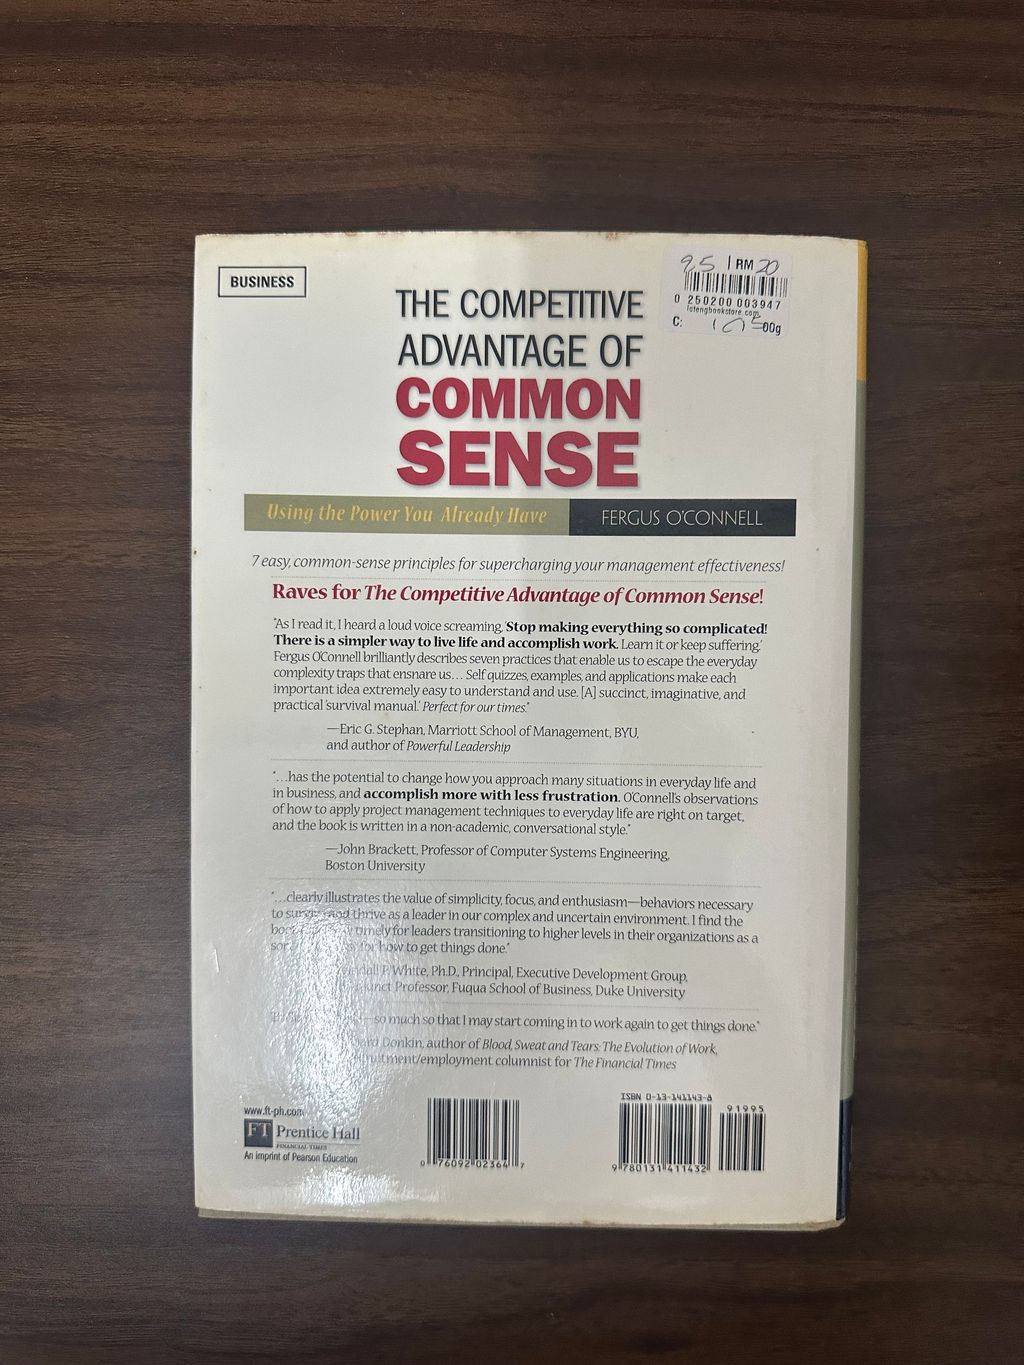 BUSINESS
95 | RM 20
0 250200 003947
lotengbookstore.com
C: 00g
THE COMPETITIVE
ADVANTAGE OF
COMMON
SENSE
Using the Power You Already Have
FERGUS O'CONNELL
7 easy, common-sense principles for supercharging your management effectiveness!
Raves for The Competitive Advantage of Common Sense!
"As I read it, I heard a loud voice screaming, 'Stop making everything so complicated!
There is a simpler way to live life and accomplish work. Learn it or keep suffering.'
Fergus O'Connell brilliantly describes seven practices that enable us to escape the everyday
complexity traps that ensnare us… Self quizzes, examples, and applications make each
important idea extremely easy to understand and use. [A] succinct, imaginative, and
practical 'survival manual.' Perfect for our times."
—Eric G. Stephan, Marriott School of Management, BYU,
and author of Powerful Leadership
"…has the potential to change how you approach many situations in everyday life and
in business, and accomplish more with less frustration. O'Connell's observations
of how to apply project management techniques to everyday life are right on target,
and the book is written in a non-academic, conversational style."
—John Brackett, Professor of Computer Systems Engineering,
Boston University
"…clearly illustrates the value of simplicity, focus, and enthusiasm—behaviors necessary
to survive and thrive as a leader in our complex and uncertain environment. I find the
timely for leaders transitioning to higher levels in their organizations as a
for how to get things done."
P. White, Ph.D., Principal, Executive Development Group,
Professor, Fuqua School of Business, Duke University
—so much so that I may start coming in to work again to get things done."
Donkin, author of Blood, Sweat and Tears: The Evolution of Work,
recruitment/employment columnist for The Financial Times
www.ft-ph.com
FT Prentice Hall
FINANCIAL TIMES
An imprint of Pearson Education
0 76092 02364 7
ISBN 0-13-141143-8
91995
9 780131 411432